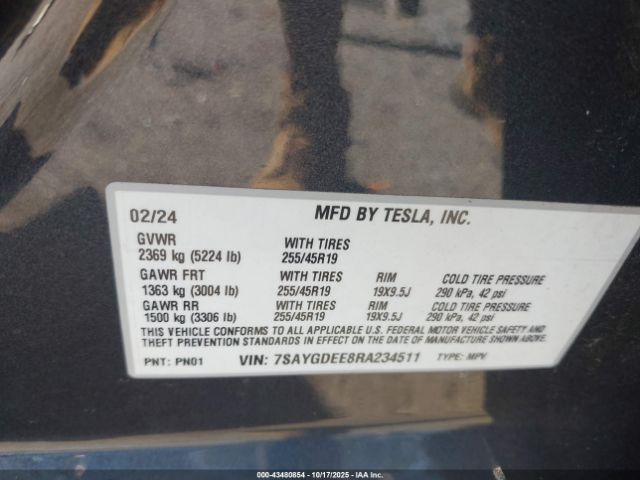 02/24 MFD BY TESLA, INC.
GVWR WITH TIRES
2369 kg (5224 lb) 255/45R19
GAWR FRT WITH TIRES RIM COLD TIRE PRESSURE
1363 kg (3004 lb) 255/45R19 19X9.5J 290 kPa, 42 psi
GAWR RR WITH TIRES RIM COLD TIRE PRESSURE
1500 kg (3306 lb) 255/45R19 19X9.5J 290 kPa, 42 psi
THIS VEHICLE CONFORMS TO ALL APPLICABLE U.S. FEDERAL MOTOR VEHICLE SAFETY AND
THEFT PREVENTION STANDARDS IN EFFECT ON THE DATE OF MANUFACTURE SHOWN ABOVE.
PNT: PN01 VIN: 7SAYGDEE8RA234511 TYPE: MPV
00-43480854 | 10/17/2025 - IAA Inc.